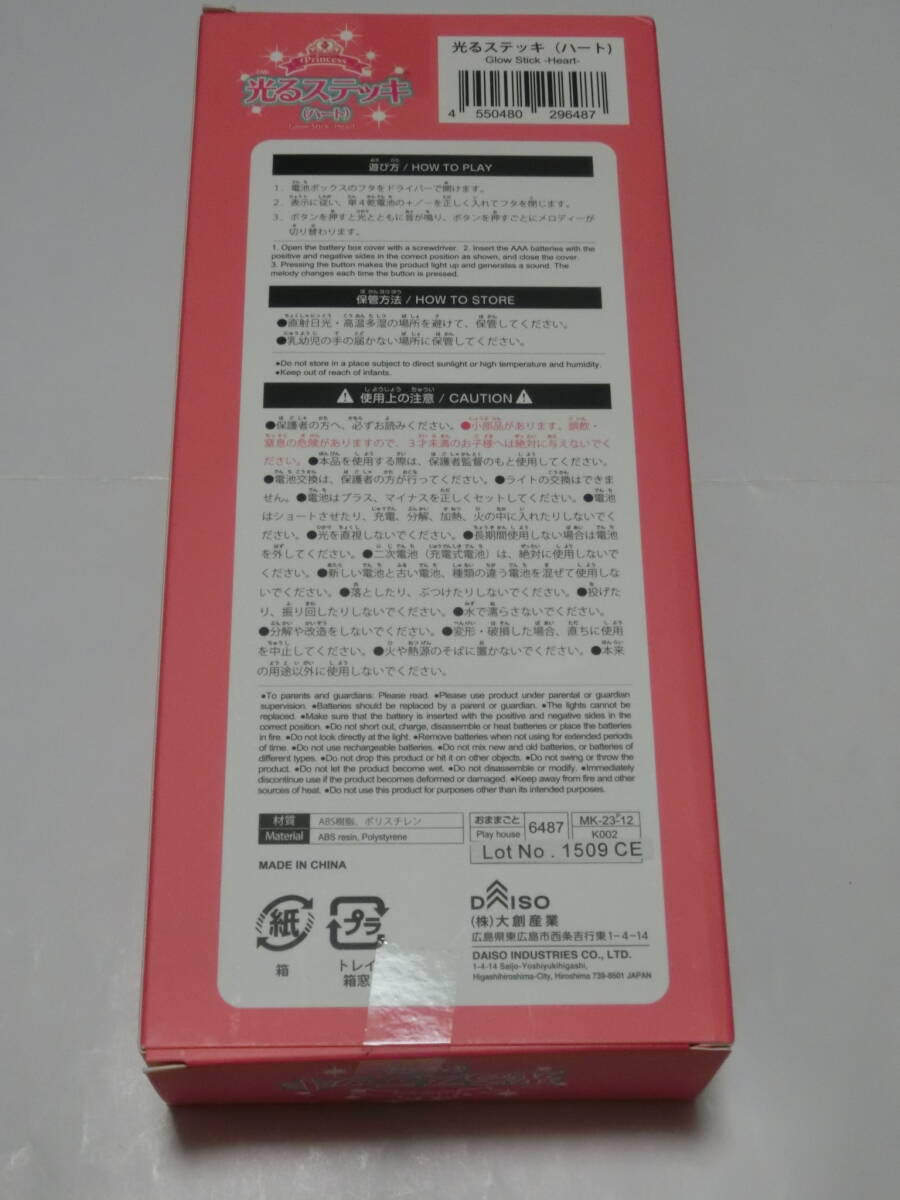 Princess
光るステッキ
(ハート)
Glow Stick -Heart-
光るステッキ（ハート）
Glow Stick -Heart-
4 550480 296487
遊び方 / HOW TO PLAY
1. 電池ボックスのフタをドライバーで開けます。
2. 表示に従い、単4乾電池の+／−を正しく入れてフタを閉じます。
3. ボタンを押すと光とともに音が鳴り、ボタンを押すごとにメロディーが
切り替わります。
1. Open the battery box cover with a screwdriver. 2. Insert the AAA batteries with the
positive and negative sides in the correct position as shown, and close the cover.
3. Pressing the button makes the product light up and generates a sound. The
melody changes each time the button is pressed.
保管方法 / HOW TO STORE
●直射日光・高温多湿の場所を避けて、保管してください。
●乳幼児の手の届かない場所に保管してください。
●Do not store in a place subject to direct sunlight or high temperature and humidity.
●Keep out of reach of infants.
使用上の注意 / CAUTION
●保護者の方へ、必ずお読みください。●小部品があります。誤飲・
窒息の危険がありますので、3才未満のお子様へは絶対に与えないでく
ださい。●本品を使用する際は、保護者監督のもと使用してください。
●電池交換は、保護者の方が行ってください。●ライトの交換はできま
せん。●電池はプラス、マイナスを正しくセットしてください。●電池
はショートさせたり、充電、分解、加熱、火の中に入れたりしないでくだ
さい。●光を直視しないでください。●長期間使用しない場合は電池
を外してください。●二次電池（充電式電池）は、絶対に使用しないで
ください。●新しい電池と古い電池、種類の違う電池を混ぜて使用しな
いでください。●落としたり、ぶつけたりしないでください。●投げた
り、振り回したりしないでください。●水で濡らさないでください。
●分解や改造をしないでください。●変形・破損した場合、直ちに使用
を中止してください。●火や熱源のそばに置かないでください。●本来
の用途以外に使用しないでください。
●To parents and guardians: Please read. ●Please use product under parental or guardian
supervision. ●Batteries should be replaced by a parent or guardian. ●The lights cannot be
replaced. ●Make sure that the battery is inserted with the positive and negative sides in the
correct position. ●Do not short out, charge, disassemble or heat batteries or place the batteries
in fire. ●Do not look directly at the light. ●Remove batteries when not using for extended periods
of time. ●Do not use rechargeable batteries. ●Do not mix new and old batteries, or batteries of
different types. ●Do not drop this product or hit it on other objects. ●Do not swing or throw the
product. ●Do not let the product become wet. ●Do not disassemble or modify. ●Immediately
discontinue use if the product becomes deformed or damaged. ●Keep away from fire and other
sources of heat. ●Do not use this product for purposes other than its intended purposes.
材質 ABS樹脂、ポリスチレン
Material ABS resin, Polystyrene
おままごと 6487 MK-23-12
Play house K002
Lot No. 1509 CE
MADE IN CHINA
紙
箱
プラ
トレイ
箱窓
DAISO
(株)大創産業
広島県東広島市西条吉行東1-4-14
DAISO INDUSTRIES CO., LTD.
1-4-14 Saijo-Yoshiyukihigashi,
Higashihiroshima-City, Hiroshima 739-8501 JAPAN